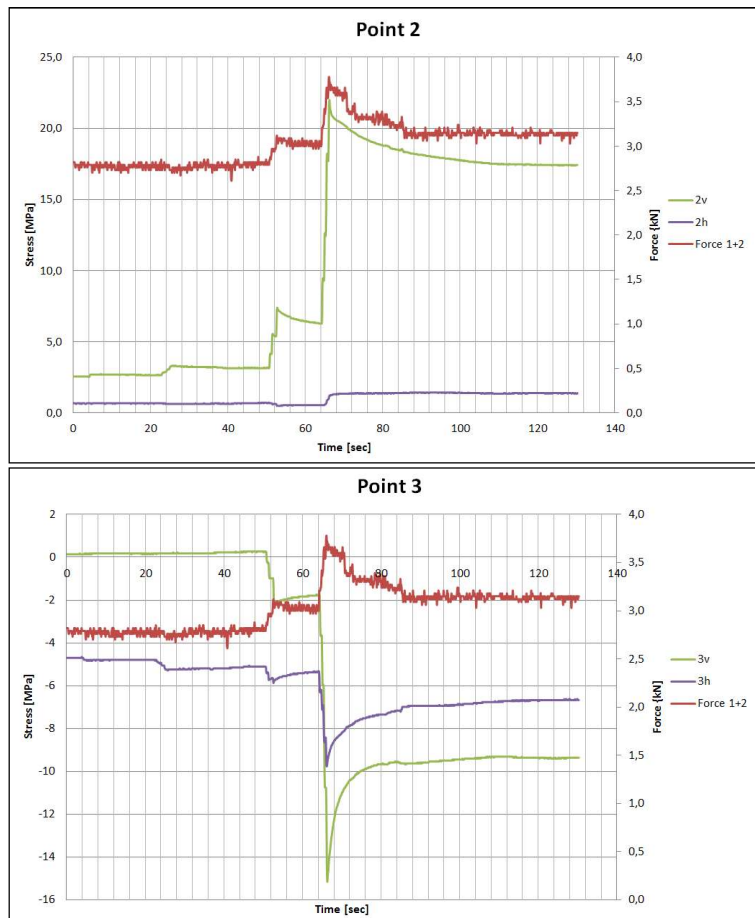 Point 2
25,0
20,0
15,0
10,0
5,0
0,0
Stress [MPa]
0 20 40 60 80 100 120 140
Time [sec]
4,0
3,5
3,0
2,5
2,0
1,5
1,0
0,5
0,0
Force {kN]
2v
2h
Force 1+2
Point 3
2
0
-2
-4
-6
-8
-10
-12
-14
-16
Stress [MPa]
0 20 40 60 80 100 120 140
Time [sec]
4,0
3,5
3,0
2,5
2,0
1,5
1,0
0,5
0,0
Force {kN]
3v
3h
Force 1+2